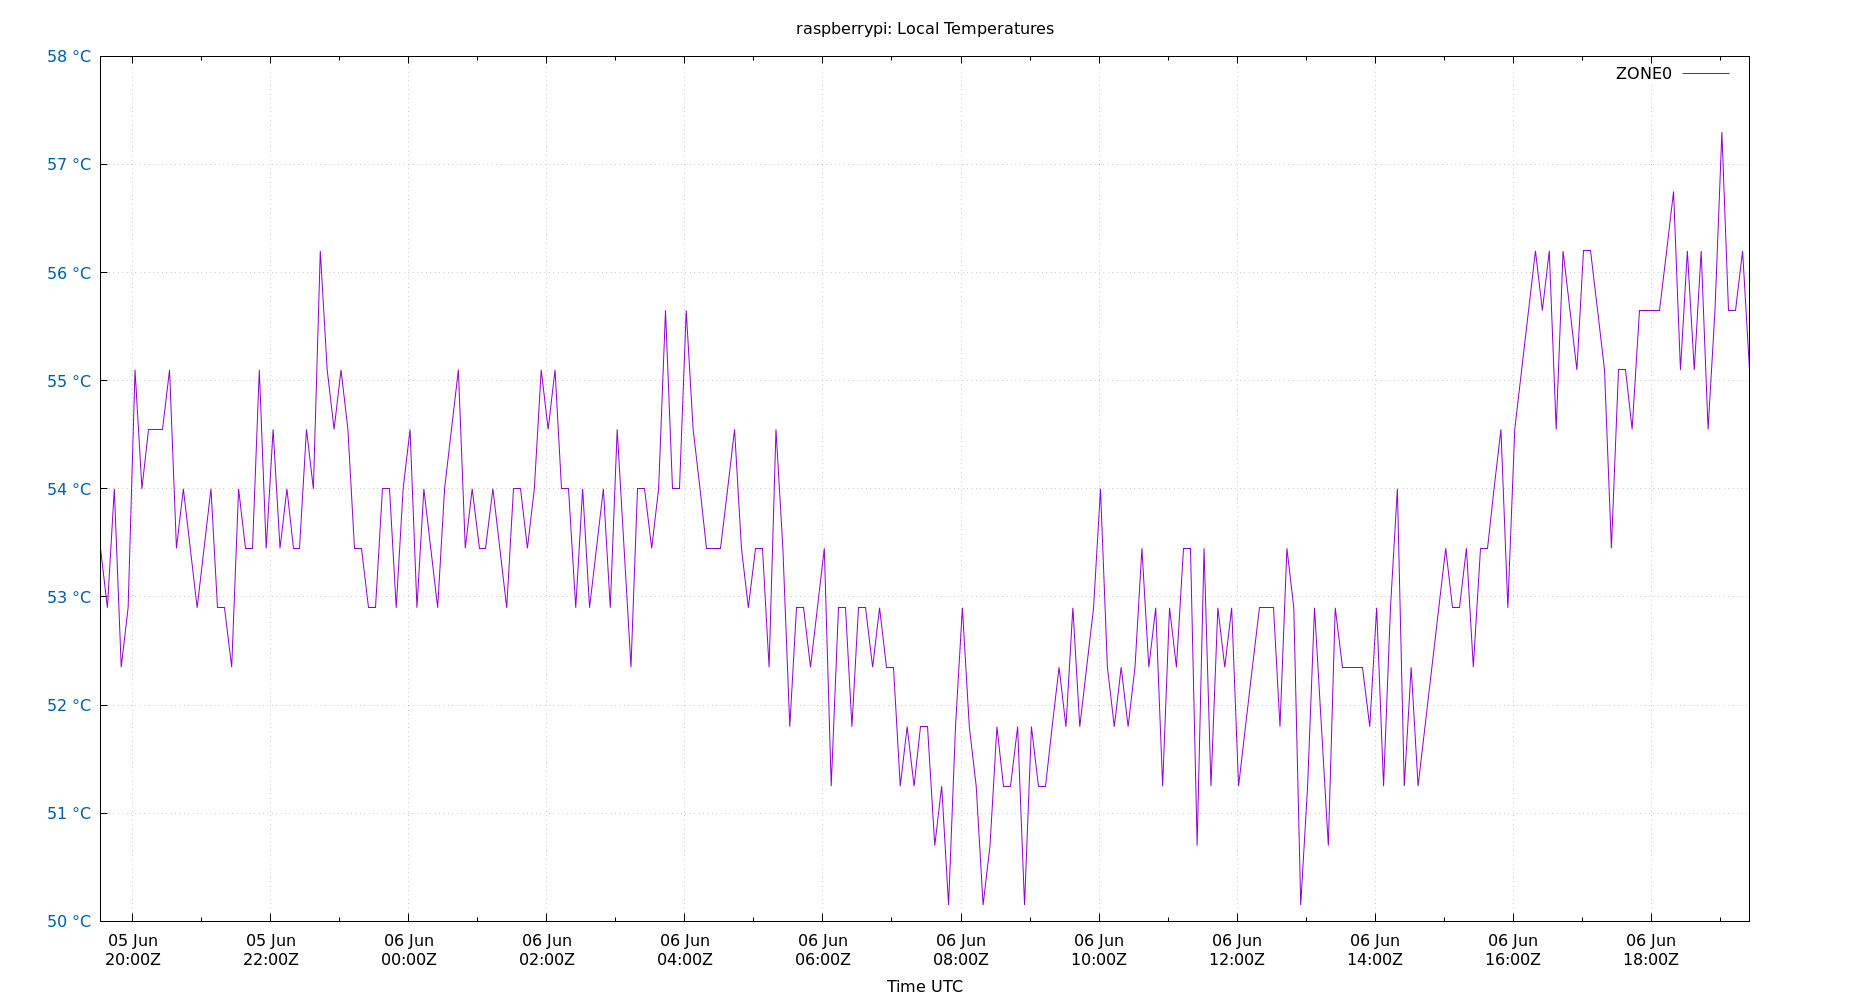 raspberrypi: Local Temperatures
58 °C
57 °C
56 °C
55 °C
54 °C
53 °C
52 °C
51 °C
50 °C
ZONE0
05 Jun
20:00Z
05 Jun
22:00Z
06 Jun
00:00Z
06 Jun
02:00Z
06 Jun
04:00Z
06 Jun
06:00Z
06 Jun
08:00Z
06 Jun
10:00Z
06 Jun
12:00Z
06 Jun
14:00Z
06 Jun
16:00Z
06 Jun
18:00Z
Time UTC